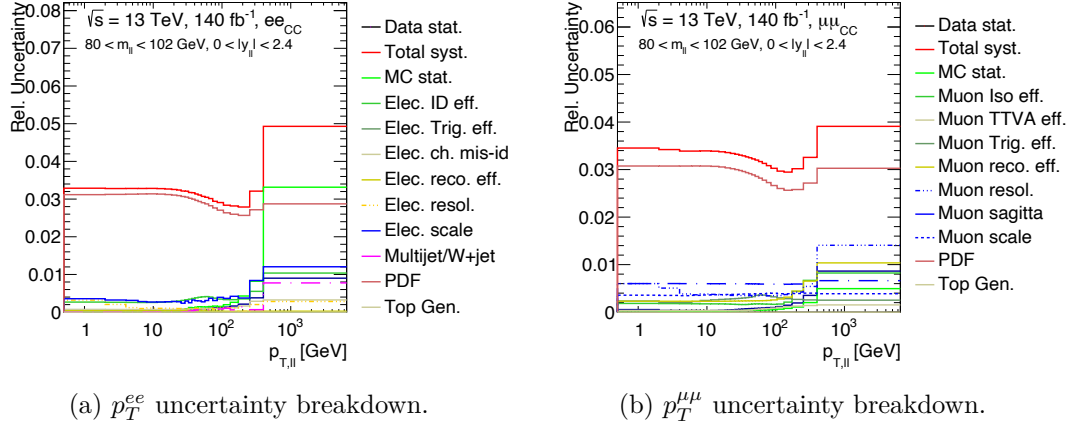 √s = 13 TeV, 140 fb⁻¹, ee_CC
80 < m_ll < 102 GeV, 0 < |y_ll| < 2.4
Rel. Uncertainty
0.08
0.07
0.06
0.05
0.04
0.03
0.02
0.01
0
1
10
10²
10³
p_T,ll [GeV]
Data stat.
Total syst.
MC stat.
Elec. ID eff.
Elec. Trig. eff.
Elec. ch. mis-id
Elec. reco. eff.
Elec. resol.
Elec. scale
Multijet/W+jet
PDF
Top Gen.
(a) p_T^ee uncertainty breakdown.
√s = 13 TeV, 140 fb⁻¹, μμ_CC
80 < m_ll < 102 GeV, 0 < |y_ll| < 2.4
Rel. Uncertainty
0.06
0.05
0.04
0.03
0.02
0.01
0
1
10
10²
10³
p_T,ll [GeV]
Data stat.
Total syst.
MC stat.
Muon Iso eff.
Muon TTVA eff.
Muon Trig. eff.
Muon reco. eff.
Muon resol.
Muon sagitta
Muon scale
PDF
Top Gen.
(b) p_T^μμ uncertainty breakdown.